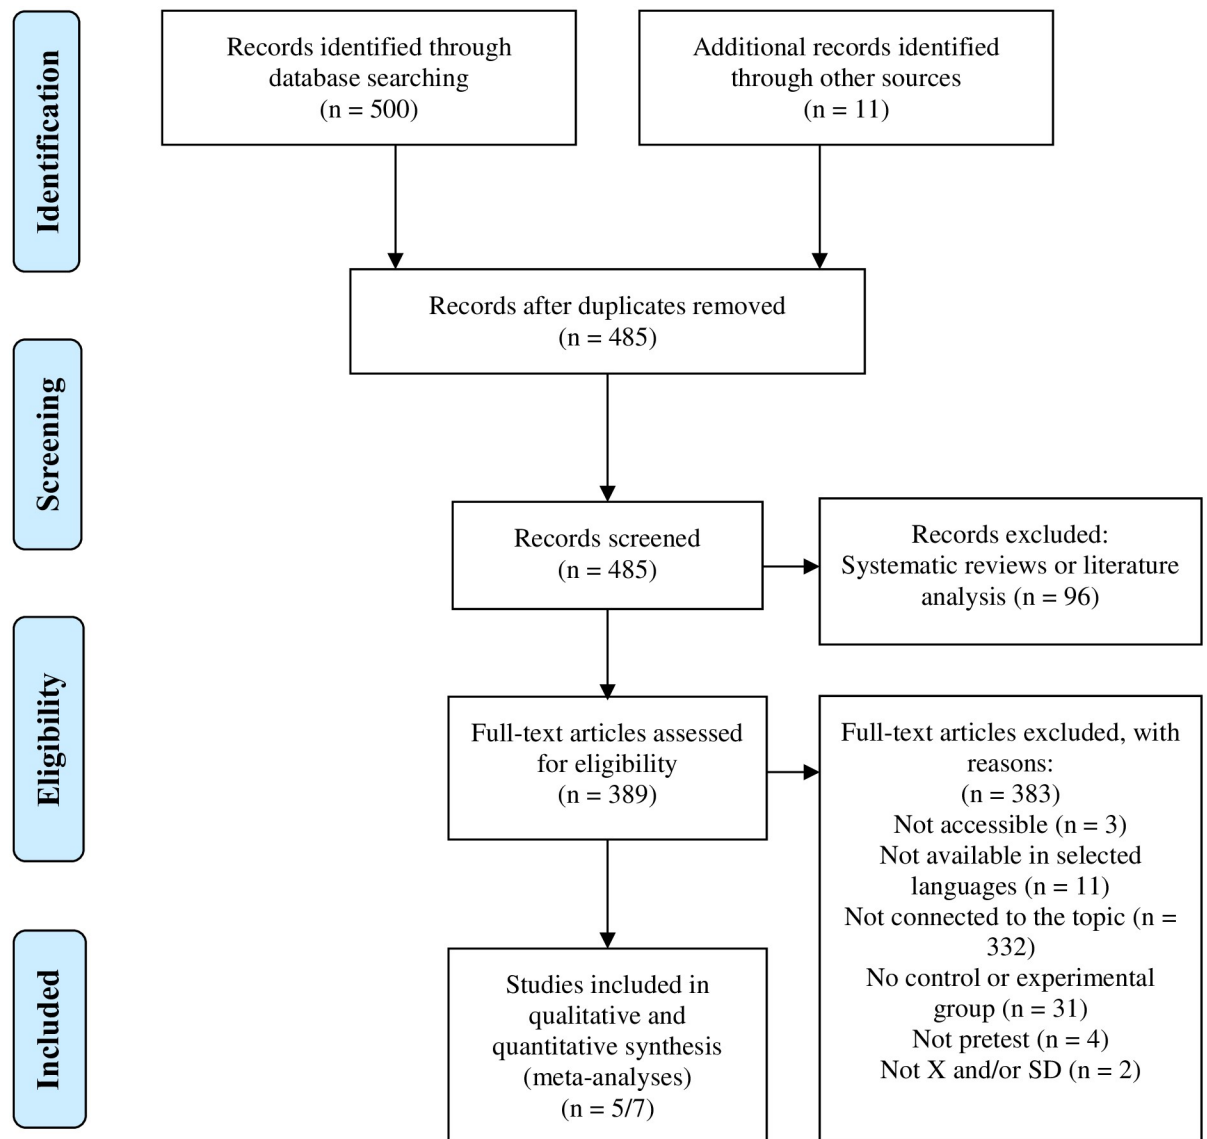 Identification
Records identified through
database searching
(n = 500)
Additional records identified
through other sources
(n = 11)
Records after duplicates removed
(n = 485)
Screening
Records screened
(n = 485)
Records excluded:
Systematic reviews or literature
analysis (n = 96)
Eligibility
Full-text articles assessed
for eligibility
(n = 389)
Full-text articles excluded, with
reasons:
(n = 383)
Not accessible (n = 3)
Not available in selected
languages (n = 11)
Not connected to the topic (n =
332)
No control or experimental
group (n = 31)
Not pretest (n = 4)
Not X and/or SD (n = 2)
Included
Studies included in
qualitative and
quantitative synthesis
(meta-analyses)
(n = 5/7)